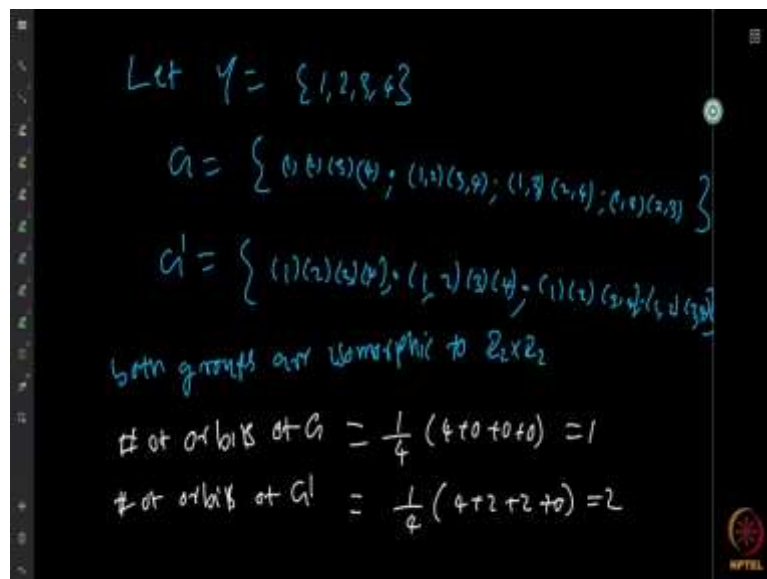 Let Y = {1,2,3,4}
G = { (1)(2)(3)(4) ; (1,2)(3,4) ; (1,3)(2,4) ; (1,4)(2,3) }
G' = { (1)(2)(3)(4) ; (1,2)(3)(4) ; (1)(2)(3,4) ; (1,2)(3,4) }
both groups are isomorphic to Z₂×Z₂
# of orbits of G = 1/4 (4+0+0+0) = 1
# of orbits of G' = 1/4 (4+2+2+0) = 2
NPTEL